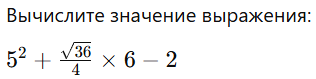 Вычислите значение выражения:
5² + √36/4 × 6 − 2